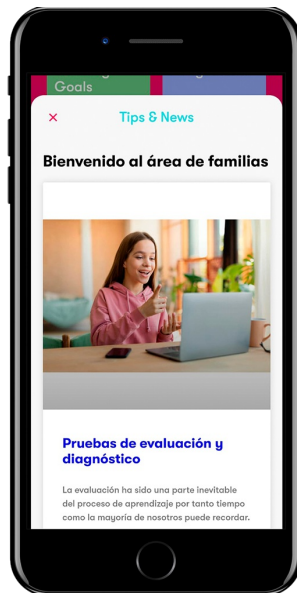 Goals
Tips & News
Bienvenido al área de familias
Pruebas de evaluación y
diagnóstico
La evaluación ha sido una parte inevitable
del proceso de aprendizaje por tanto tiempo
como la mayoría de nosotros puede recordar.